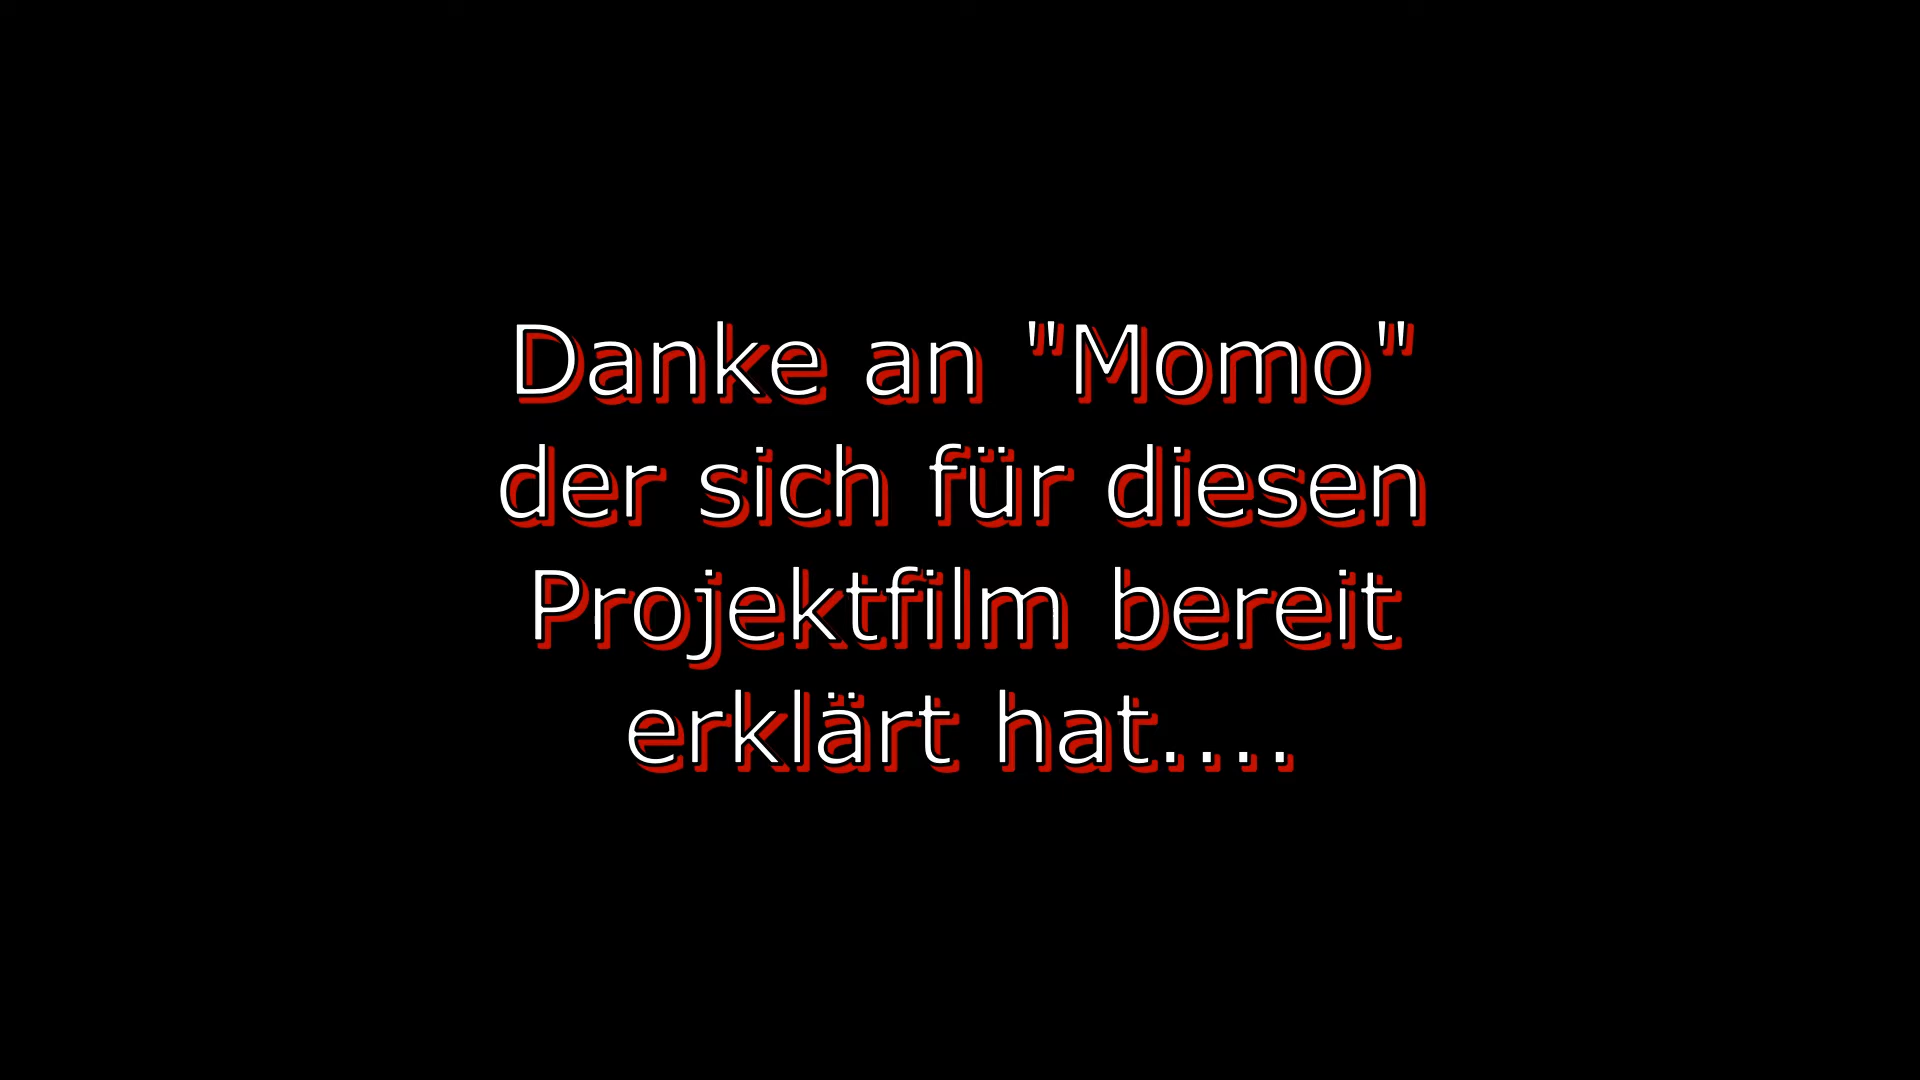 Danke an "Momo"
der sich für diesen
Projektfilm bereit
erklärt hat....